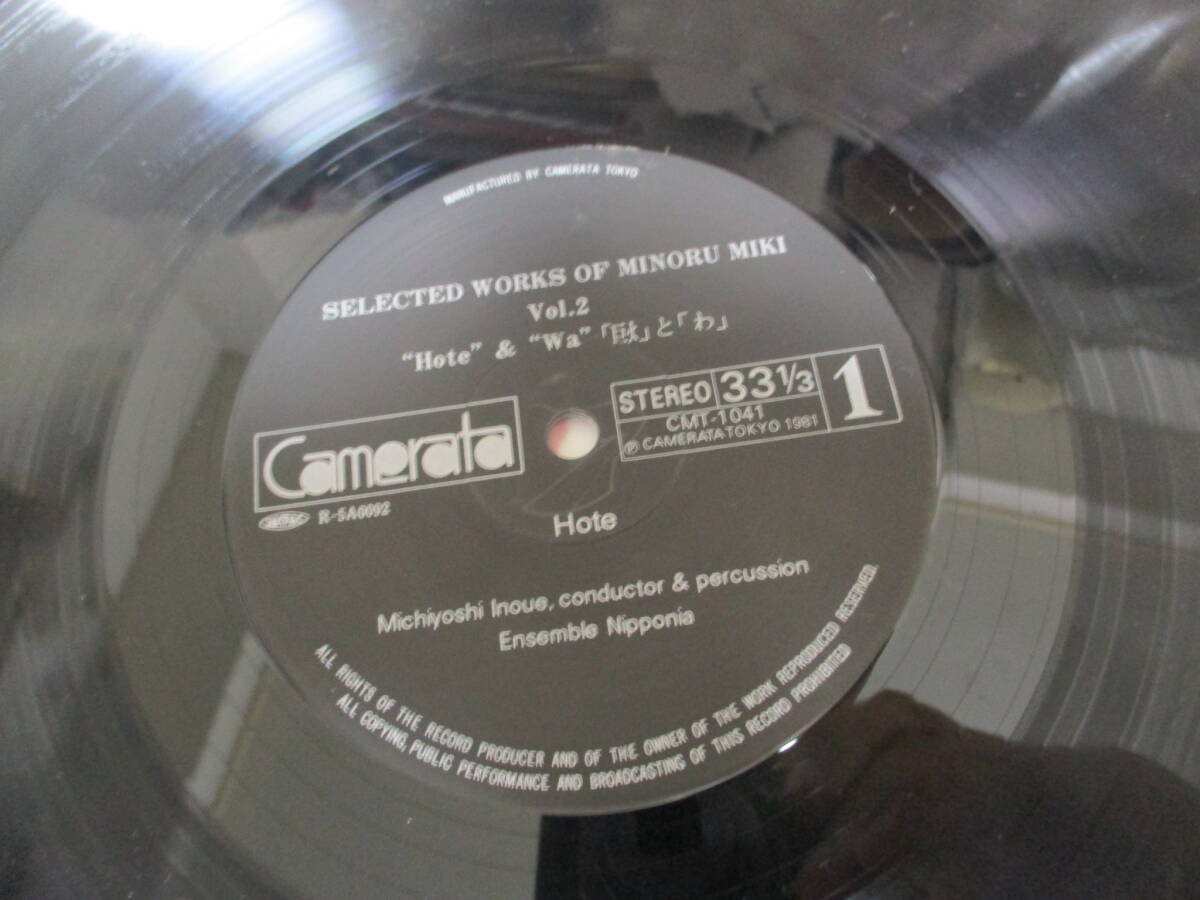 MANUFACTURED BY CAMERATA TOKYO
SELECTED WORKS OF MINORU MIKI
Vol.2
“Hote” & “Wa” 「 」と「わ」
Camerata
STEREO 33 1/3 1
CMT-1041
Ⓟ CAMERATA-TOKYO 1981
R-5A0092
Hote
Michiyoshi Inoue, conductor & percussion
Ensemble Nipponia
ALL RIGHTS OF THE RECORD PRODUCER AND OF THE OWNER OF THE WORK REPRODUCED RESERVED.
ALL COPYING, PUBLIC PERFORMANCE AND BROADCASTING OF THIS RECORD PROHIBITED